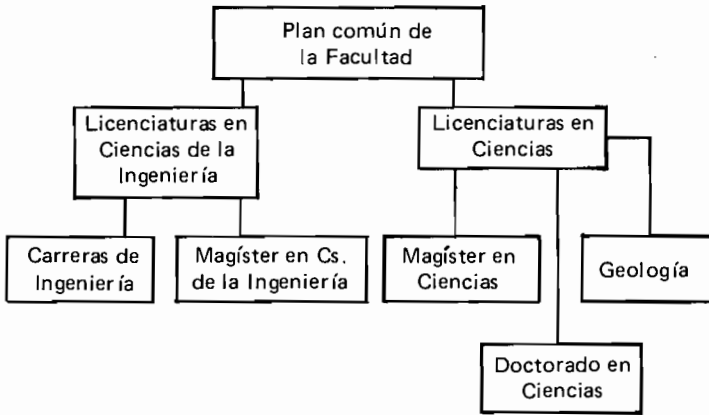 Plan común de
la Facultad
Licenciaturas en
Ciencias de la
Ingeniería
Licenciaturas en
Ciencias
Carreras de
Ingeniería
Magíster en Cs.
de la Ingeniería
Magíster en
Ciencias
Geología
Doctorado en
Ciencias